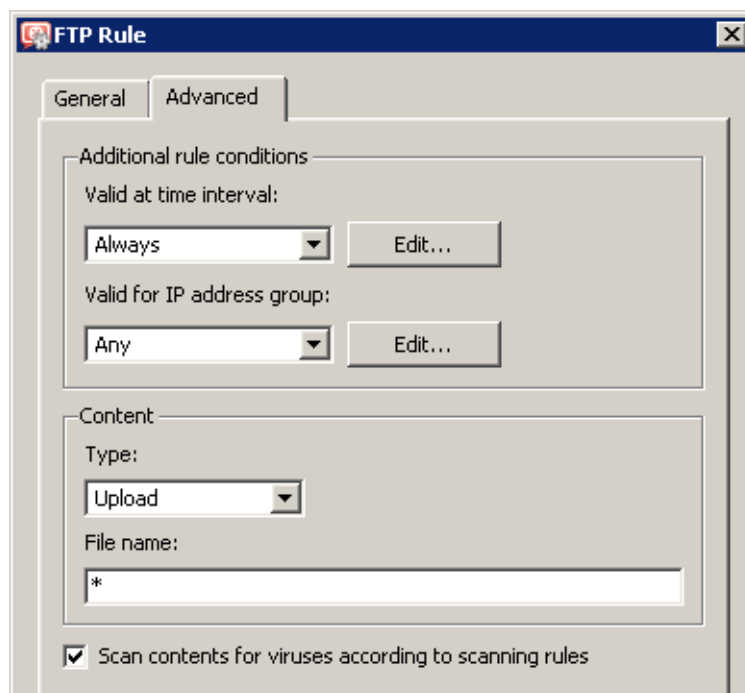 FTP Rule
General Advanced
Additional rule conditions
Valid at time interval:
Always Edit...
Valid for IP address group:
Any Edit...
Content
Type:
Upload
File name:
*
Scan contents for viruses according to scanning rules